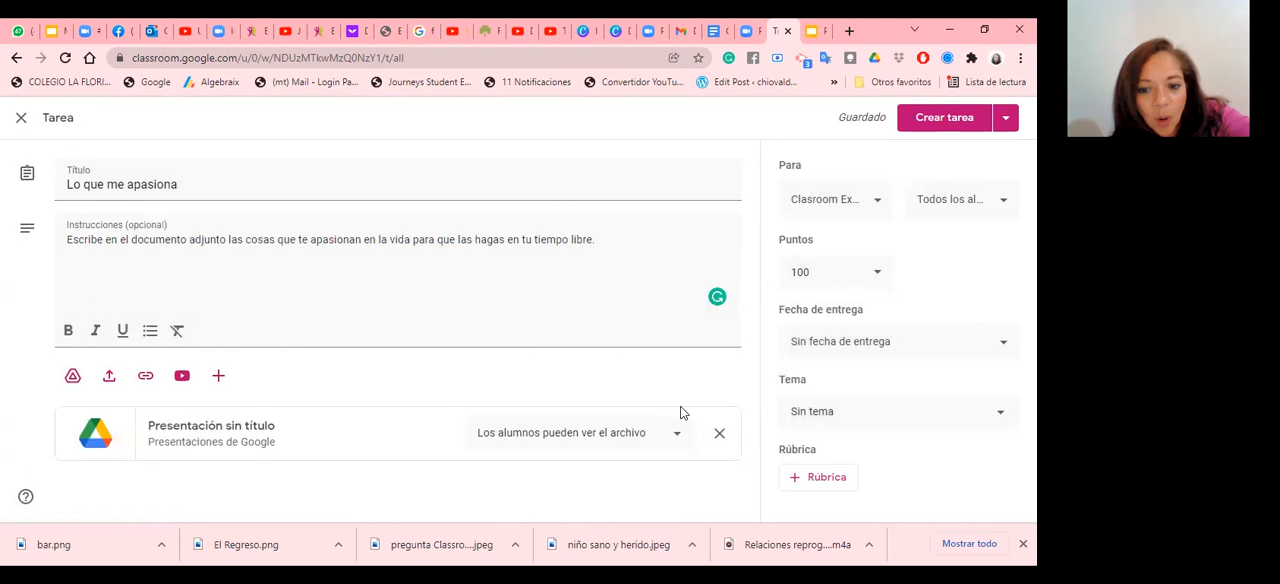 classroom.google.com/u/0/w/NDUzMTkwMzQ0NzY1/t/all
COLEGIO LA FLORI...
Google
Algebraix
(mt) Media - Login Pa...
Journeys Student E...
11 Notificaciones
Convertidor YouTu...
Edit Post ‹ chiovald...
»
Otros favoritos
Lista de lectura
Tarea
Guardado
Crear tarea
Título
Lo que me apasiona
Instrucciones (opcional)
Escribe en el documento adjunto las cosas que te apasionan en la vida para que las hagas en tu tiempo libre.
B I U
Presentación sin título
Presentaciones de Google
Los alumnos pueden ver el archivo
Para
Clasroom Ex...
Todos los al...
Puntos
100
Fecha de entrega
Sin fecha de entrega
Tema
Sin tema
Rúbrica
+ Rúbrica
bar.png
El Regreso.png
pregunta Classro....jpeg
niño sano y herido.jpeg
Relaciones reprog....m4a
Mostrar todo